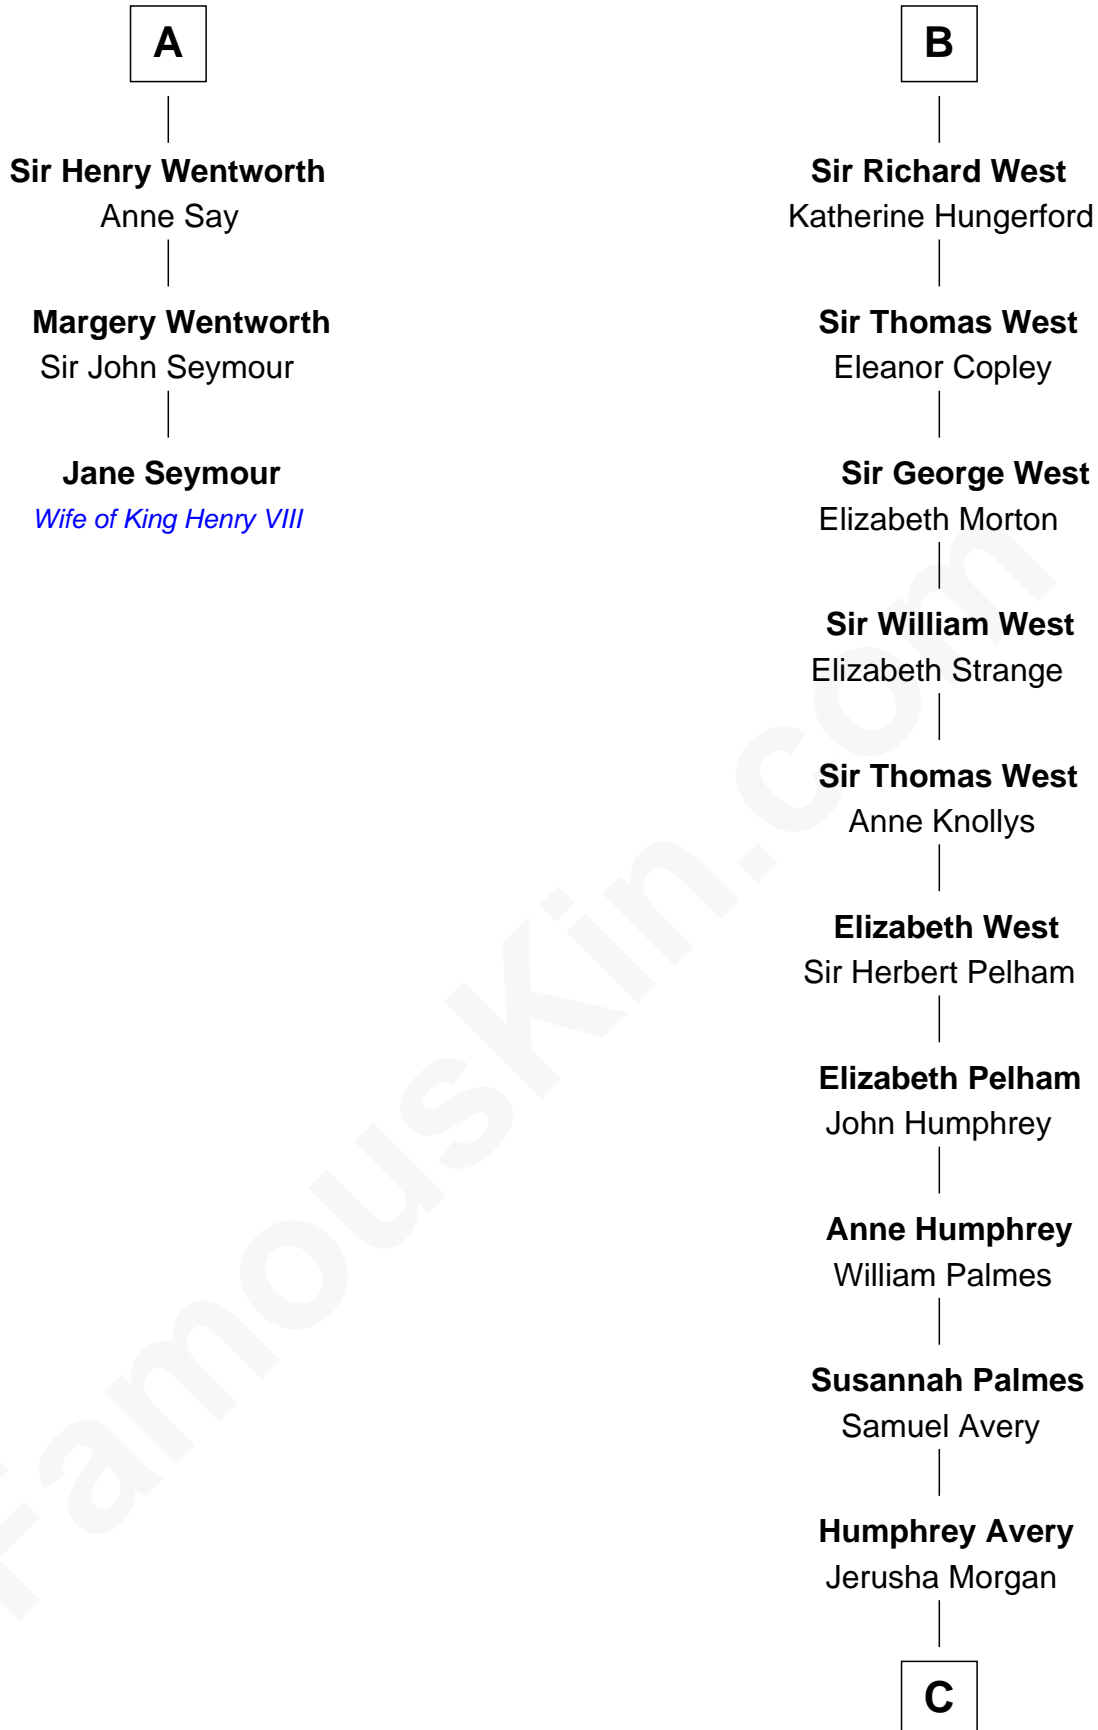 A
Sir Henry Wentworth
Anne Say
Margery Wentworth
Sir John Seymour
Jane Seymour
Wife of King Henry VIII
B
Sir Richard West
Katherine Hungerford
Sir Thomas West
Eleanor Copley
Sir George West
Elizabeth Morton
Sir William West
Elizabeth Strange
Sir Thomas West
Anne Knollys
Elizabeth West
Sir Herbert Pelham
Elizabeth Pelham
John Humphrey
Anne Humphrey
William Palmes
Susannah Palmes
Samuel Avery
Humphrey Avery
Jerusha Morgan
C
FamousKin.com